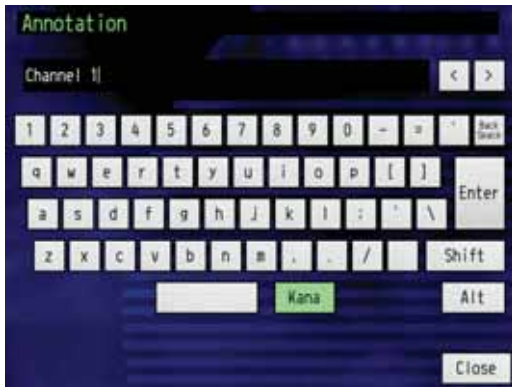 Annotation
Channel 1
< >
1 2 3 4 5 6 7 8 9 0 - = ` Back Space
q w e r t y u i o p [ ]
Enter
a s d f g h j k l ; ' \
z x c v b n m , . / Shift
Kana Alt
Close